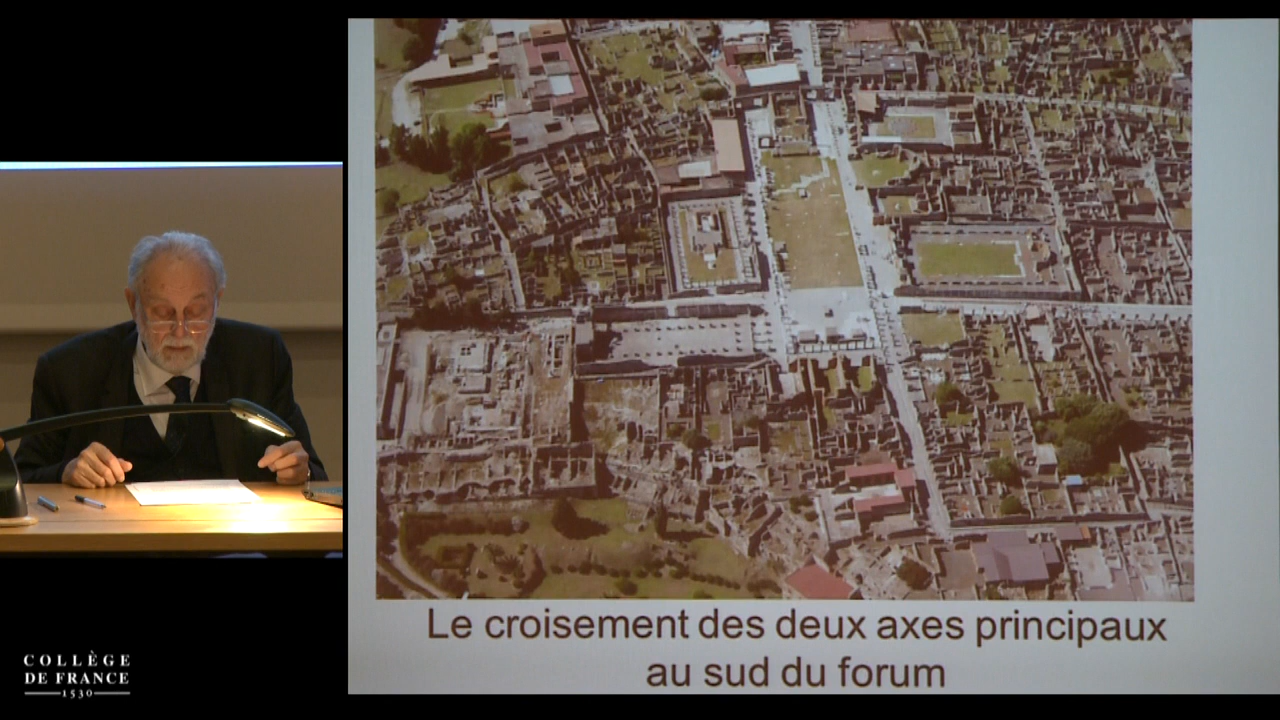 COLLÈGE
DE FRANCE
1530
Le croisement des deux axes principaux
au sud du forum